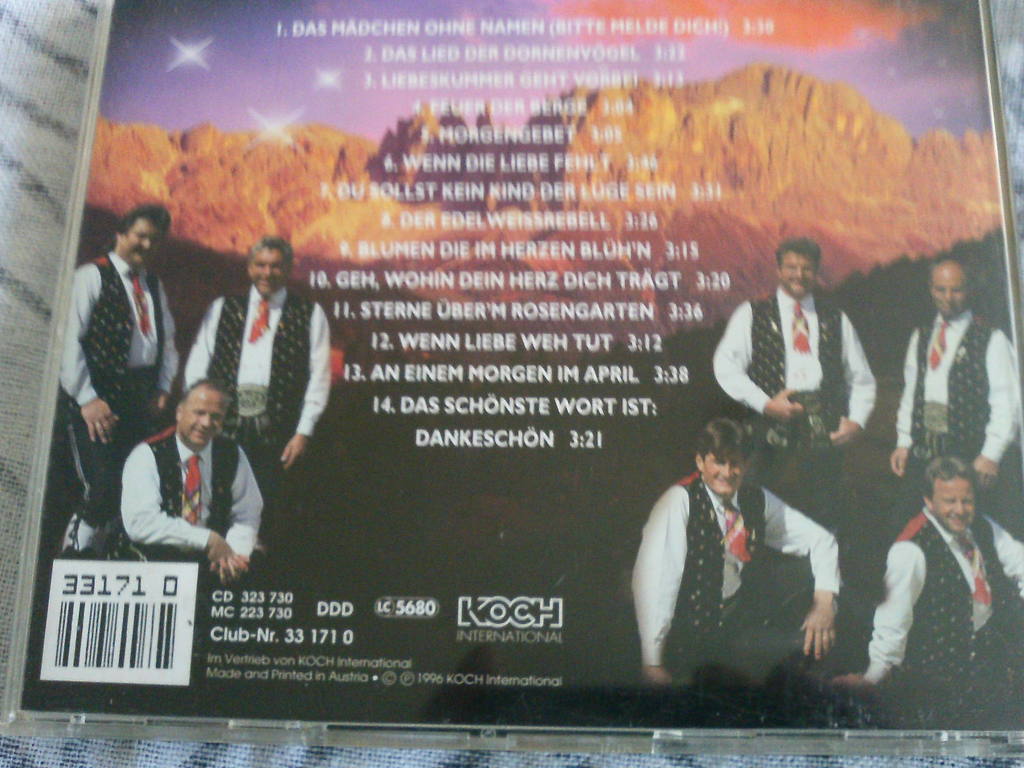 1. DAS MÄDCHEN OHNE NAMEN (BITTE MELDE DICH!) 3:30
2. DAS LIED DER DORNENVÖGEL 3:22
3. LIEBESKUMMER GEHT VORBEI 3:13
4. FEUER DER BERGE 3:04
5. MORGENGEBET 3:05
6. WENN DIE LIEBE FEHLT 3:46
7. DU SOLLST KEIN KIND DER LÜGE SEIN 3:31
8. DER EDELWEISSREBELL 3:26
9. BLUMEN DIE IM HERZEN BLÜH'N 3:15
10. GEH, WOHIN DEIN HERZ DICH TRÄGT 3:20
11. STERNE ÜBER'M ROSENGARTEN 3:36
12. WENN LIEBE WEH TUT 3:12
13. AN EINEM MORGEN IM APRIL 3:38
14. DAS SCHÖNSTE WORT IST:
DANKESCHÖN 3:21
33171 0
CD 323 730
MC 223 730
DDD
LC 5680
KOCH
INTERNATIONAL
Club-Nr. 33 171 0
Im Vertrieb von KOCH International
Made and Printed in Austria • © ℗ 1996 KOCH International